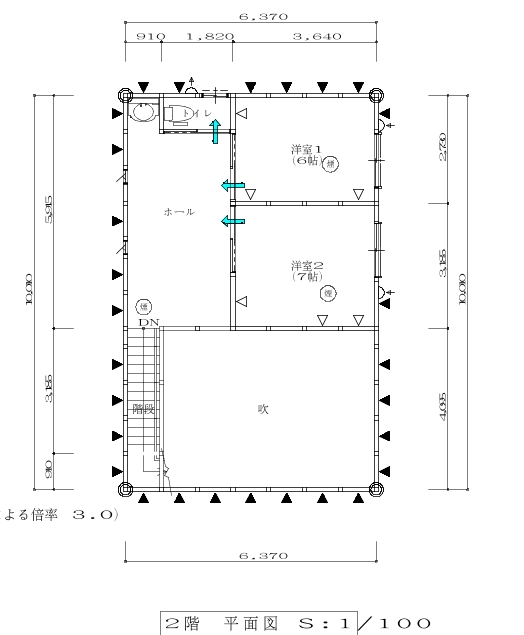 6.370
910 1,820 3,640
トイレ
洋室1
(6帖)
煙
2,730
ホール
5,915
洋室2
(7帖)
煙
3,185
10,010
10,010
煙
DN
階段
吹
3,185
4,095
910
よる倍率 3.0)
6.370
2階 平面図 S:1/100